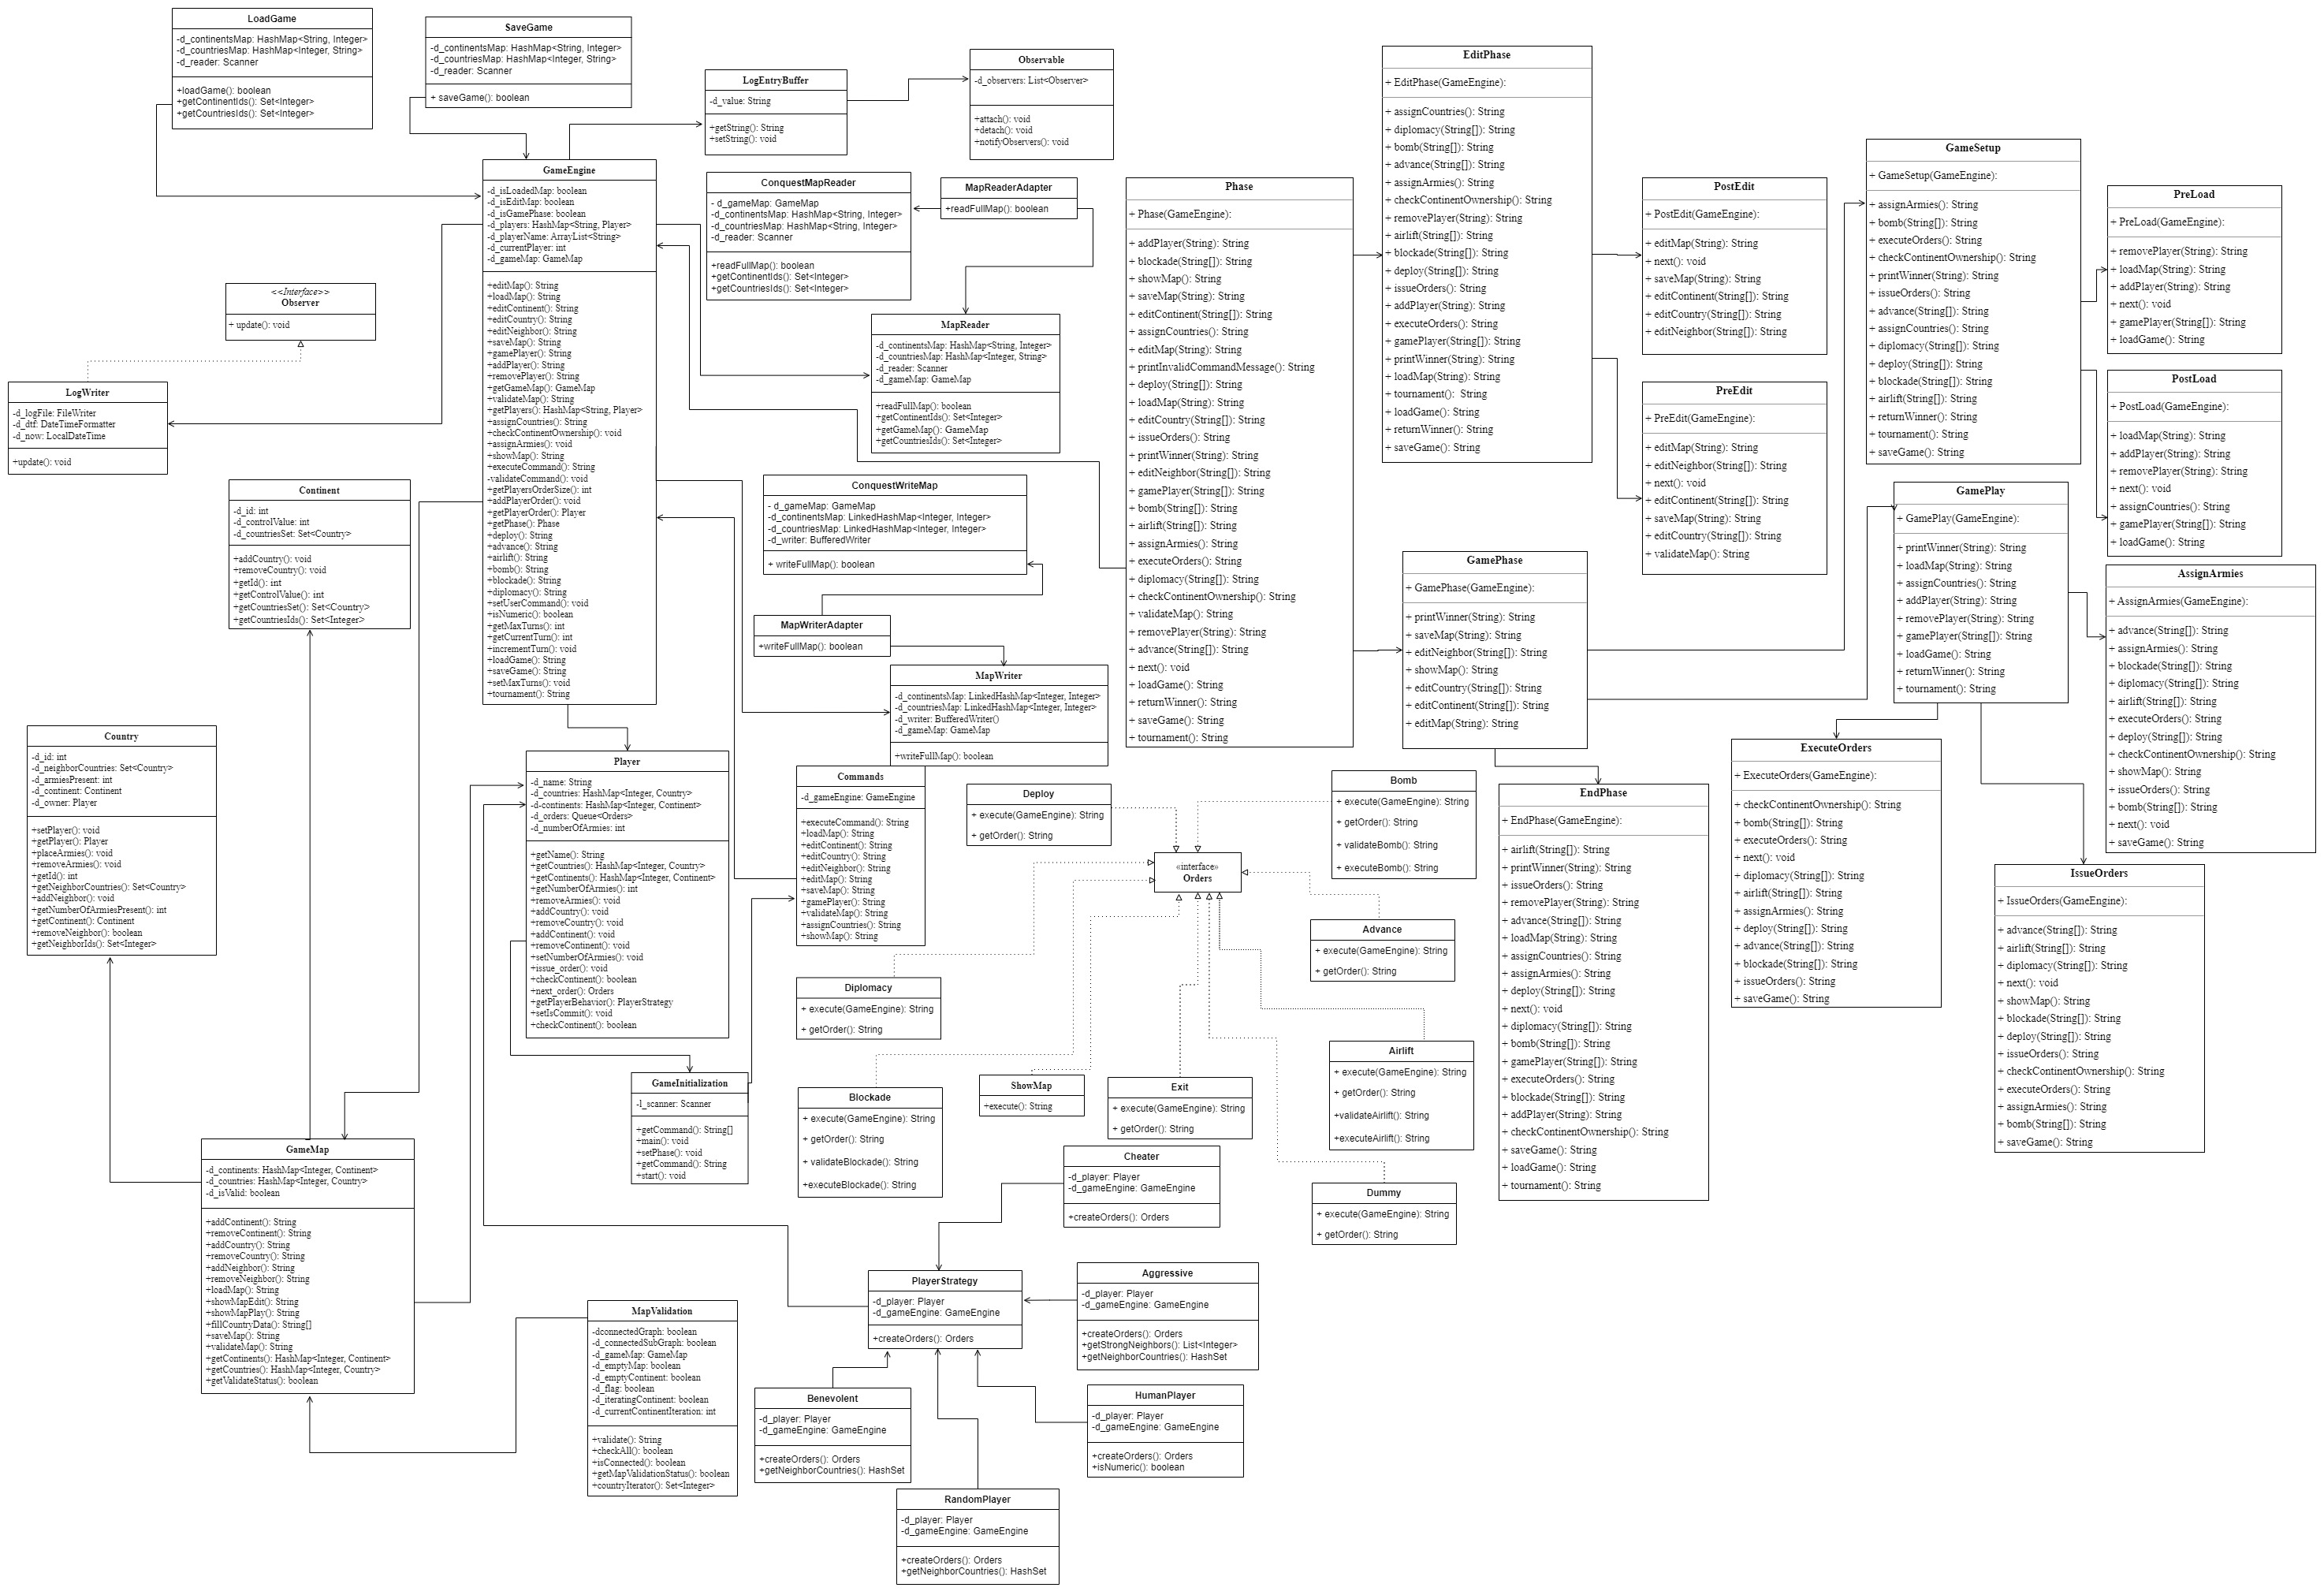 LoadGame
-d_continentsMap: HashMap<String, Integer>
-d_countriesMap: HashMap<Integer, String>
-d_reader: Scanner
+loadGame(): boolean
+getContinentIds(): Set<Integer>
+getCountriesIds(): Set<Integer>
SaveGame
-d_continentsMap: HashMap<String, Integer>
-d_countriesMap: HashMap<Integer, String>
-d_reader: Scanner
+ saveGame(): boolean
LogEntryBuffer
-d_value: String
+getString(): String
+setString(): void
Observable
-d_observers: List<Observer>
+attach(): void
+detach(): void
+notifyObservers(): void
GameEngine
-d_isLoadedMap: boolean
-d_isEditMap: boolean
-d_isGamePhase: boolean
-d_players: HashMap<String, Player>
-d_playerName: ArrayList<String>
-d_currentPlayer: int
-d_gameMap: GameMap
+editMap(): String
+loadMap(): String
+editContinent(): String
+editCountry(): String
+editNeighbor(): String
+saveMap(): String
+gamePlayer(): String
+addPlayer(): String
+removePlayer(): String
+getGameMap(): GameMap
+validateMap(): String
+getPlayers(): HashMap<String, Player>
+assignCountries(): String
+checkContinentOwnership(): void
+assignArmies(): void
+showMap(): String
+executeCommand(): String
-validateCommand(): void
+getPlayersOrderSize(): int
+addPlayerOrder(): void
+getPlayerOrder(): Player
+getPhase(): Phase
+deploy(): String
+advance(): String
+airlift(): String
+bomb(): String
+blockade(): String
+diplomacy(): String
+setUserCommand(): void
+isNumeric(): boolean
+getMaxTurns(): int
+getCurrentTurn(): int
+incrementTurn(): void
+loadGame(): String
+saveGame(): String
+setMaxTurns(): void
+tournament(): String
ConquestMapReader
- d_gameMap: GameMap
-d_continentsMap: HashMap<String, Integer>
-d_countriesMap: HashMap<String, Integer>
-d_reader: Scanner
+readFullMap(): boolean
+getContinentIds(): Set<Integer>
+getCountriesIds(): Set<Integer>
MapReaderAdapter
+readFullMap(): boolean
MapReader
-d_continentsMap: HashMap<String, Integer>
-d_countriesMap: HashMap<Integer, String>
-d_reader: Scanner
-d_gameMap: GameMap
+readFullMap(): boolean
+getContinentIds(): Set<Integer>
+getGameMap(): GameMap
+getCountriesIds(): Set<Integer>
<<Interface>>
Observer
+ update(): void
LogWriter
-d_logFile: FileWriter
-d_dtf: DateTimeFormatter
-d_now: LocalDateTime
+update(): void
Continent
-d_id: int
-d_controlValue: int
-d_countriesSet: Set<Country>
+addCountry(): void
+removeCountry(): void
+getId(): int
+getControlValue(): int
+getCountriesSet(): Set<Country>
+getCountriesIds(): Set<Integer>
ConquestWriteMap
- d_gameMap: GameMap
-d_continentsMap: LinkedHashMap<Integer, Integer>
-d_countriesMap: LinkedHashMap<Integer, Integer>
-d_writer: BufferedWriter
+ writeFullMap(): boolean
MapWriterAdapter
+writeFullMap(): boolean
MapWriter
-d_continentsMap: LinkedHashMap<Integer, Integer>
-d_countriesMap: LinkedHashMap<Integer, Integer>
-d_writer: BufferedWriter()
-d_gameMap: GameMap
+writeFullMap(): boolean
Country
-d_id: int
-d_neighborCountries: Set<Country>
-d_armiesPresent: int
-d_continent: Continent
-d_owner: Player
+setPlayer(): void
+getPlayer(): Player
+placeArmies(): void
+removeArmies(): void
+getId(): int
+getNeighborCountries(): Set<Country>
+addNeighbor(): void
+getNumberOfArmiesPresent(): int
+getContinent(): Continent
+removeNeighbor(): boolean
+getNeighborIds(): Set<Integer>
Player
-d_name: String
-d_countries: HashMap<Integer, Country>
-d-continents: HashMap<Integer, Continent>
-d_orders: Queue<Orders>
-d_numberOfArmies: int
+getName(): String
+getCountries(): HashMap<Integer, Country>
+getContinents(): HashMap<Integer, Continent>
+getNumberOfArmies(): int
+removeArmies(): void
+addCountry(): void
+removeCountry(): void
+addContinent(): void
+removeContinent(): void
+setNumberOfArmies(): void
+issue_order(): void
+checkContinent(): boolean
+next_order(): Orders
+getPlayerBehavior(): PlayerStrategy
+setIsCommit(): void
+checkContinent(): boolean
Commands
-d_gameEngine: GameEngine
+executeCommand(): String
+loadMap(): String
+editContinent(): String
+editCountry(): String
+editNeighbor(): String
+editMap(): String
+saveMap(): String
+gamePlayer(): String
+validateMap(): String
+assignCountries(): String
+showMap(): String
GameInitialization
-l_scanner: Scanner
+getCommand(): String[]
+main(): void
+setPhase(): void
+getCommand(): String
+start(): void
GameMap
-d_continents: HashMap<Integer, Continent>
-d_countries: HashMap<Integer, Country>
-d_isValid: boolean
+addContinent(): String
+removeContinent(): String
+addCountry(): String
+removeCountry(): String
+addNeighbor(): String
+removeNeighbor(): String
+loadMap(): String
+showMapEdit(): String
+showMapPlay(): String
+fillCountryData(): String[]
+saveMap(): String
+validateMap(): String
+getContinents(): HashMap<Integer, Continent>
+getCountries(): HashMap<Integer, Country>
+getValidateStatus(): boolean
MapValidation
-dconnectedGraph: boolean
-d_connectedSubGraph: boolean
-d_gameMap: GameMap
-d_emptyMap: boolean
-d_emptyContinent: boolean
-d_flag: boolean
-d_iteratingContinent: boolean
-d_currentContinentIteration: int
+validate(): String
+checkAll(): boolean
+isConnected(): boolean
+getMapValidationStatus(): boolean
+countryIterator(): Set<Integer>
Deploy
+ execute(GameEngine): String
+ getOrder(): String
Bomb
+ execute(GameEngine): String
+ getOrder(): String
+ validateBomb(): String
+ executeBomb(): String
«interface»
Orders
Advance
+ execute(GameEngine): String
+ getOrder(): String
Diplomacy
+ execute(GameEngine): String
+ getOrder(): String
Blockade
+ execute(GameEngine): String
+ getOrder(): String
+ validateBlockade(): String
+executeBlockade(): String
ShowMap
+execute(): String
Exit
+ execute(GameEngine): String
+ getOrder(): String
Airlift
+ execute(GameEngine): String
+ getOrder(): String
+validateAirlift(): String
+executeAirlift(): String
Dummy
+ execute(GameEngine): String
+ getOrder(): String
Cheater
-d_player: Player
-d_gameEngine: GameEngine
+createOrders(): Orders
PlayerStrategy
-d_player: Player
-d_gameEngine: GameEngine
+createOrders(): Orders
Aggressive
-d_player: Player
-d_gameEngine: GameEngine
+createOrders(): Orders
+getStrongNeighbors(): List<Integer>
+getNeighborCountries(): HashSet
Benevolent
-d_player: Player
-d_gameEngine: GameEngine
+createOrders(): Orders
+getNeighborCountries(): HashSet
HumanPlayer
-d_player: Player
-d_gameEngine: GameEngine
+createOrders(): Orders
+isNumeric(): boolean
RandomPlayer
-d_player: Player
-d_gameEngine: GameEngine
+createOrders(): Orders
+getNeighborCountries(): HashSet
Phase
+ Phase(GameEngine):
+ addPlayer(String): String
+ blockade(String[]): String
+ showMap(): String
+ saveMap(String): String
+ editContinent(String[]): String
+ assignCountries(): String
+ editMap(String): String
+ printInvalidCommandMessage(): String
+ deploy(String[]): String
+ loadMap(String): String
+ editCountry(String[]): String
+ issueOrders(): String
+ printWinner(String): String
+ editNeighbor(String[]): String
+ gamePlayer(String[]): String
+ bomb(String[]): String
+ airlift(String[]): String
+ assignArmies(): String
+ executeOrders(): String
+ diplomacy(String[]): String
+ checkContinentOwnership(): String
+ validateMap(): String
+ removePlayer(String): String
+ advance(String[]): String
+ next(): void
+ loadGame(): String
+ returnWinner(): String
+ saveGame(): String
+ tournament(): String
EditPhase
+ EditPhase(GameEngine):
+ assignCountries(): String
+ diplomacy(String[]): String
+ bomb(String[]): String
+ advance(String[]): String
+ assignArmies(): String
+ checkContinentOwnership(): String
+ removePlayer(String): String
+ airlift(String[]): String
+ blockade(String[]): String
+ deploy(String[]): String
+ issueOrders(): String
+ addPlayer(String): String
+ executeOrders(): String
+ gamePlayer(String[]): String
+ printWinner(String): String
+ loadMap(String): String
+ tournament(): String
+ loadGame(): String
+ returnWinner(): String
+ saveGame(): String
PostEdit
+ PostEdit(GameEngine):
+ editMap(String): String
+ next(): void
+ saveMap(String): String
+ editContinent(String[]): String
+ editCountry(String[]): String
+ editNeighbor(String[]): String
PreEdit
+ PreEdit(GameEngine):
+ editMap(String): String
+ editNeighbor(String[]): String
+ next(): void
+ editContinent(String[]): String
+ saveMap(String): String
+ editCountry(String[]): String
+ validateMap(): String
GameSetup
+ GameSetup(GameEngine):
+ assignArmies(): String
+ bomb(String[]): String
+ executeOrders(): String
+ checkContinentOwnership(): String
+ printWinner(String): String
+ issueOrders(): String
+ advance(String[]): String
+ assignCountries(): String
+ diplomacy(String[]): String
+ deploy(String[]): String
+ blockade(String[]): String
+ airlift(String[]): String
+ returnWinner(): String
+ tournament(): String
+ saveGame(): String
PreLoad
+ PreLoad(GameEngine):
+ removePlayer(String): String
+ loadMap(String): String
+ addPlayer(String): String
+ next(): void
+ gamePlayer(String[]): String
+ loadGame(): String
PostLoad
+ PostLoad(GameEngine):
+ loadMap(String): String
+ addPlayer(String): String
+ removePlayer(String): String
+ next(): void
+ assignCountries(): String
+ gamePlayer(String[]): String
+ loadGame(): String
GamePhase
+ GamePhase(GameEngine):
+ printWinner(String): String
+ saveMap(String): String
+ editNeighbor(String[]): String
+ showMap(): String
+ editCountry(String[]): String
+ editContinent(String[]): String
+ editMap(String): String
GamePlay
+ GamePlay(GameEngine):
+ printWinner(String): String
+ loadMap(String): String
+ assignCountries(): String
+ addPlayer(String): String
+ removePlayer(String): String
+ gamePlayer(String[]): String
+ loadGame(): String
+ returnWinner(): String
+ tournament(): String
AssignArmies
+ AssignArmies(GameEngine):
+ advance(String[]): String
+ assignArmies(): String
+ blockade(String[]): String
+ diplomacy(String[]): String
+ airlift(String[]): String
+ executeOrders(): String
+ deploy(String[]): String
+ checkContinentOwnership(): String
+ showMap(): String
+ issueOrders(): String
+ bomb(String[]): String
+ next(): void
+ saveGame(): String
ExecuteOrders
+ ExecuteOrders(GameEngine):
+ checkContinentOwnership(): String
+ bomb(String[]): String
+ executeOrders(): String
+ next(): void
+ diplomacy(String[]): String
+ airlift(String[]): String
+ assignArmies(): String
+ deploy(String[]): String
+ advance(String[]): String
+ blockade(String[]): String
+ issueOrders(): String
+ saveGame(): String
EndPhase
+ EndPhase(GameEngine):
+ airlift(String[]): String
+ printWinner(String): String
+ issueOrders(): String
+ removePlayer(String): String
+ advance(String[]): String
+ loadMap(String): String
+ assignCountries(): String
+ assignArmies(): String
+ deploy(String[]): String
+ next(): void
+ diplomacy(String[]): String
+ bomb(String[]): String
+ gamePlayer(String[]): String
+ executeOrders(): String
+ blockade(String[]): String
+ addPlayer(String): String
+ checkContinentOwnership(): String
+ saveGame(): String
+ loadGame(): String
+ tournament(): String
IssueOrders
+ IssueOrders(GameEngine):
+ advance(String[]): String
+ airlift(String[]): String
+ diplomacy(String[]): String
+ next(): void
+ showMap(): String
+ blockade(String[]): String
+ deploy(String[]): String
+ issueOrders(): String
+ checkContinentOwnership(): String
+ executeOrders(): String
+ assignArmies(): String
+ bomb(String[]): String
+ saveGame(): String